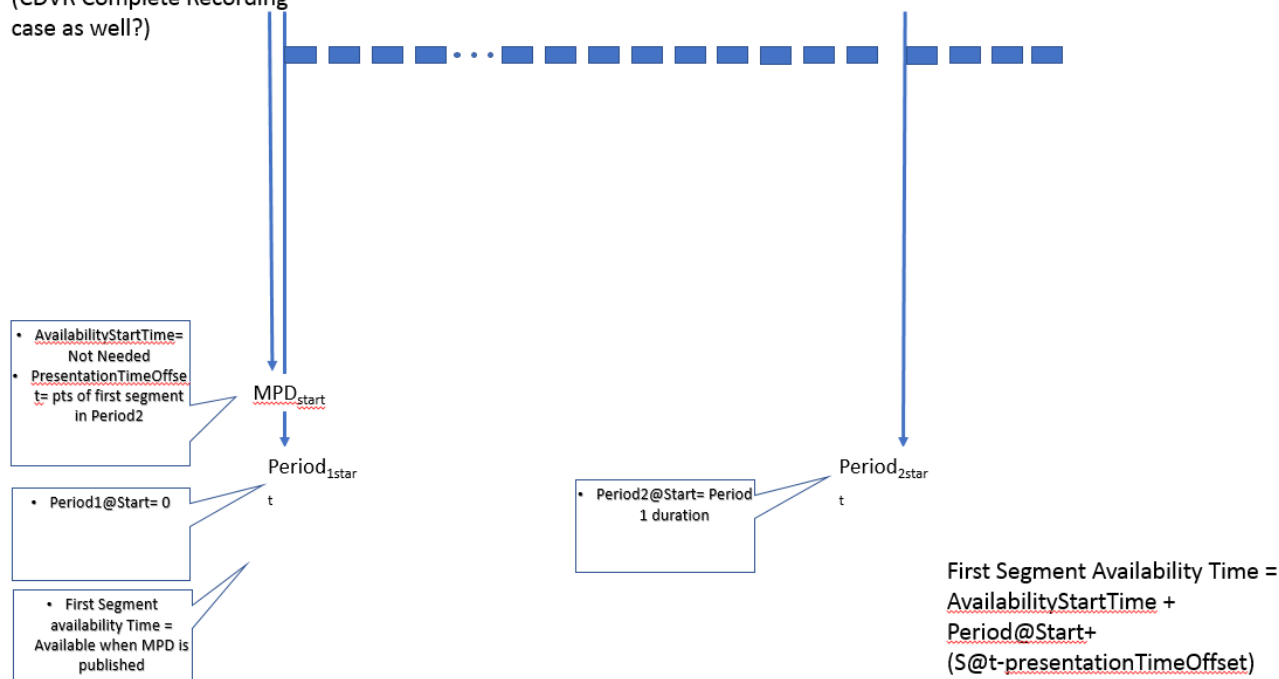 (CDVR Complete Recording
case as well?)
• AvailabilityStartTime=
Not Needed
• PresentationTimeOffse
t= pts of first segment
in Period2
MPDstart
Period1star
t
• Period1@Start= 0
• First Segment
availability Time =
Available when MPD is
published
Period2star
t
• Period2@Start= Period
1 duration
First Segment Availability Time =
AvailabilityStartTime +
Period@Start+
(S@t-presentationTimeOffset)